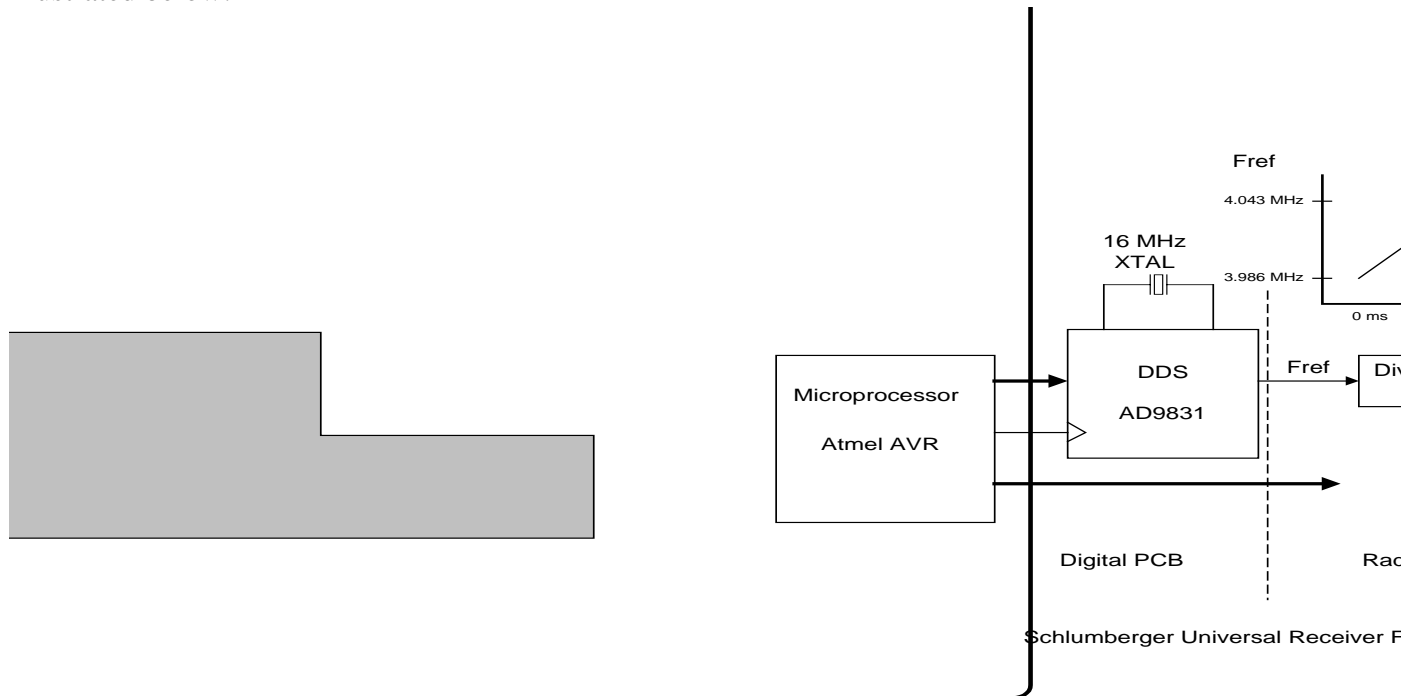 Fref
4.043 MHz
16 MHz
XTAL
3.986 MHz
0 ms
DDS
AD9831
Fref
Microprocessor
Atmel AVR
Digital PCB
Schlumberger Universal Receiver